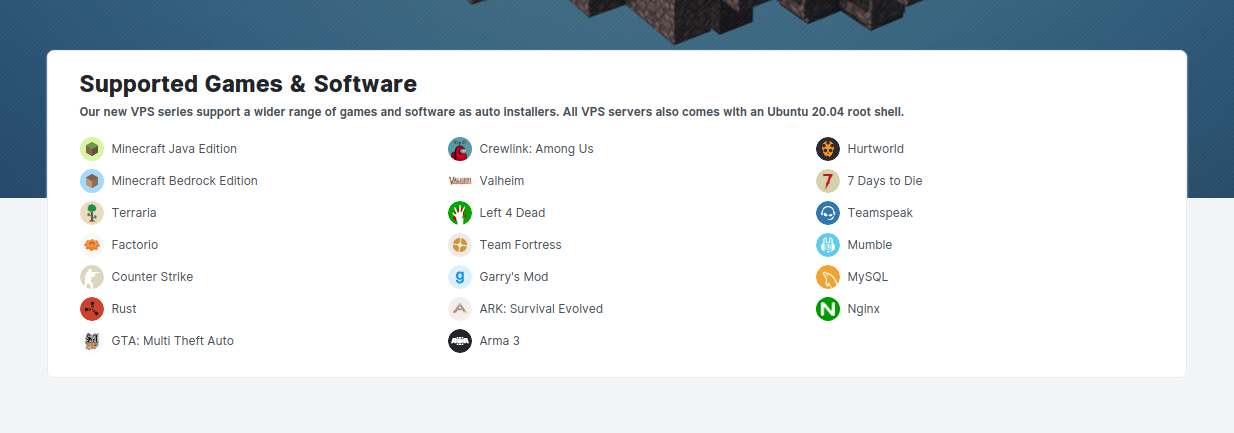 Supported Games & Software
Our new VPS series support a wider range of games and software as auto installers. All VPS servers also comes with an Ubuntu 20.04 root shell.
Minecraft Java Edition
Minecraft Bedrock Edition
Terraria
Factorio
Counter Strike
Rust
GTA: Multi Theft Auto
Crewlink: Among Us
Valheim
Left 4 Dead
Team Fortress
Garry's Mod
ARK: Survival Evolved
Arma 3
Hurtworld
7 Days to Die
Teamspeak
Mumble
MySQL
Nginx